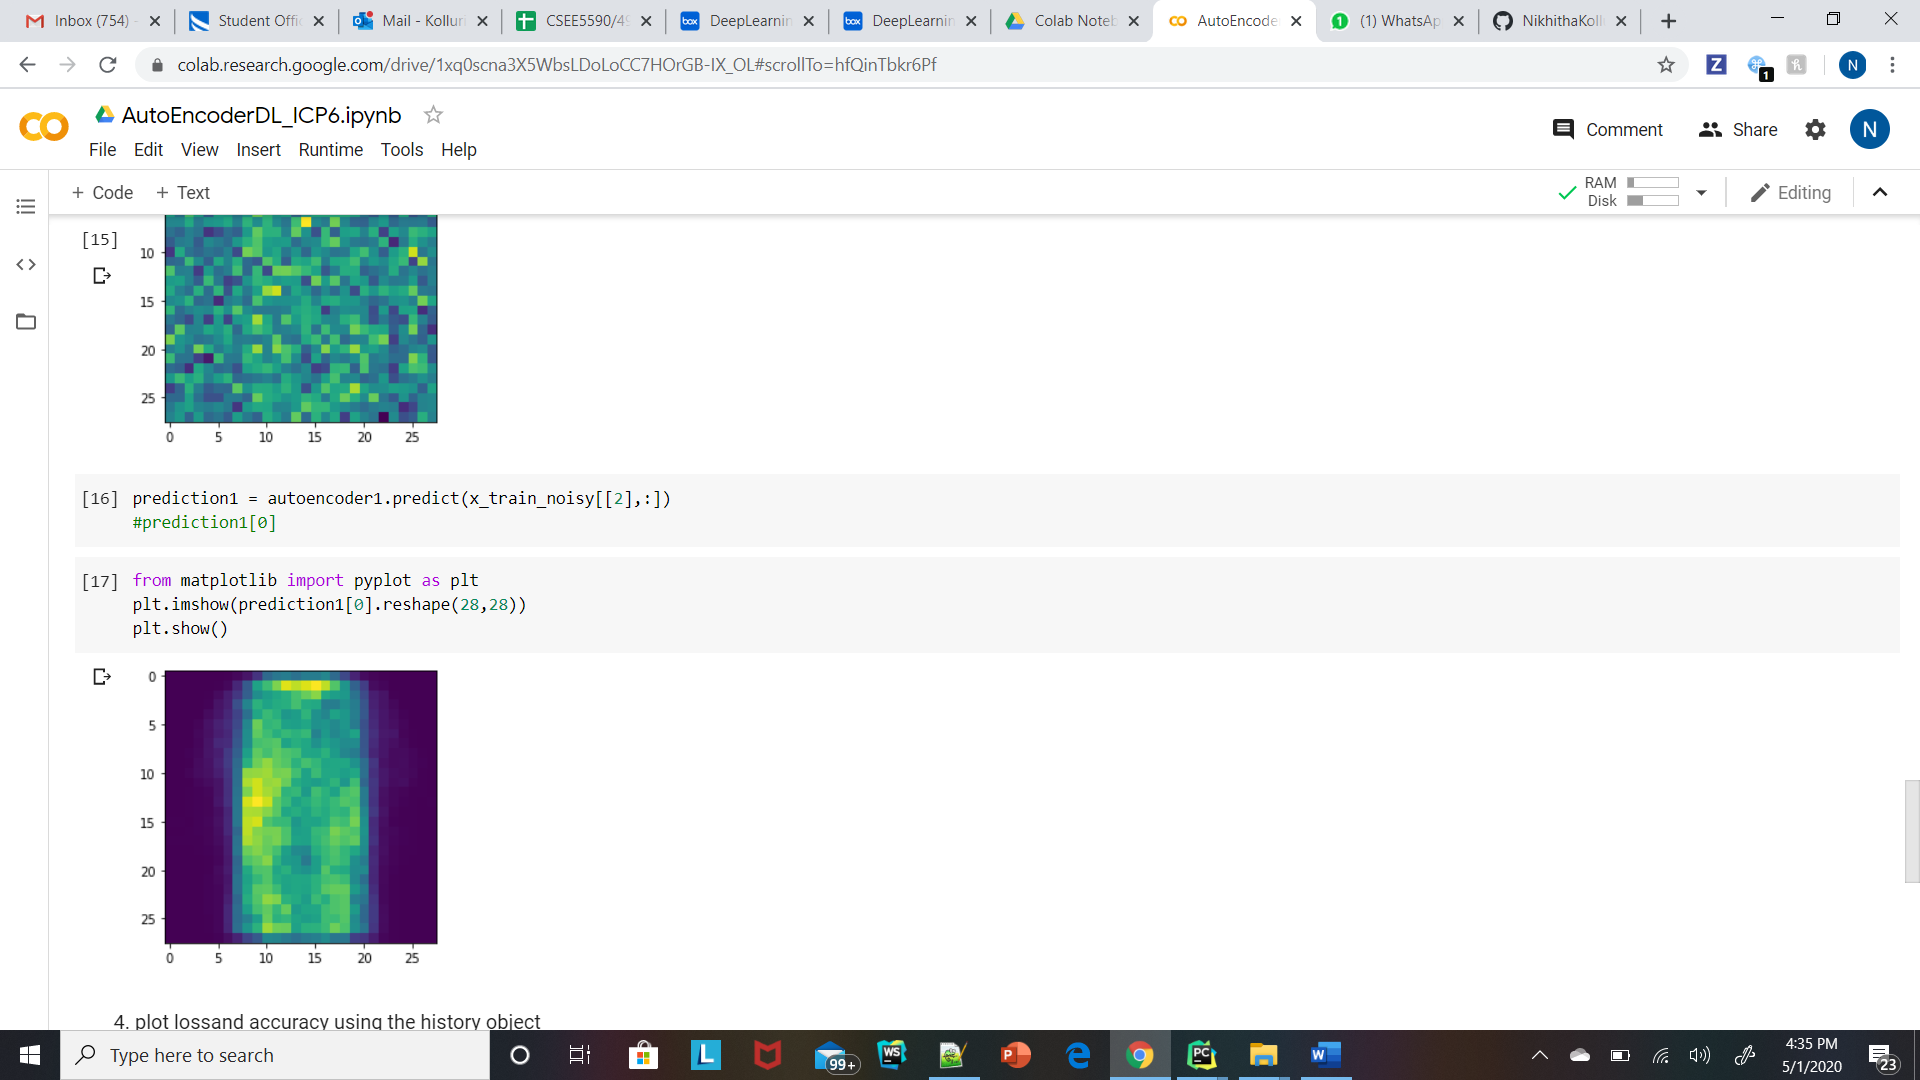 Inbox (754) -
Student Offic
Mail - Kolluri
CSEE5590/49
DeepLearnin
DeepLearnin
Colab Noteb
AutoEncode
(1) WhatsAp
NikhithaKoll
colab.research.google.com/drive/1xq0scna3X5WbsLDoLoCC7HOrGB-IX_OL#scrollTo=hfQinTbkr6Pf
AutoEncoderDL_ICP6.ipynb
Comment
Share
N
File Edit View Insert Runtime Tools Help
+ Code + Text
RAM
Disk
Editing
[15]
10
15
20
25
0 5 10 15 20 25
[16] prediction1 = autoencoder1.predict(x_train_noisy[[2],:])
#prediction1[0]
[17] from matplotlib import pyplot as plt
plt.imshow(prediction1[0].reshape(28,28))
plt.show()
0
5
10
15
20
25
0 5 10 15 20 25
4. plot lossand accuracy using the history object
Type here to search
99+
4:35 PM
5/1/2020
23